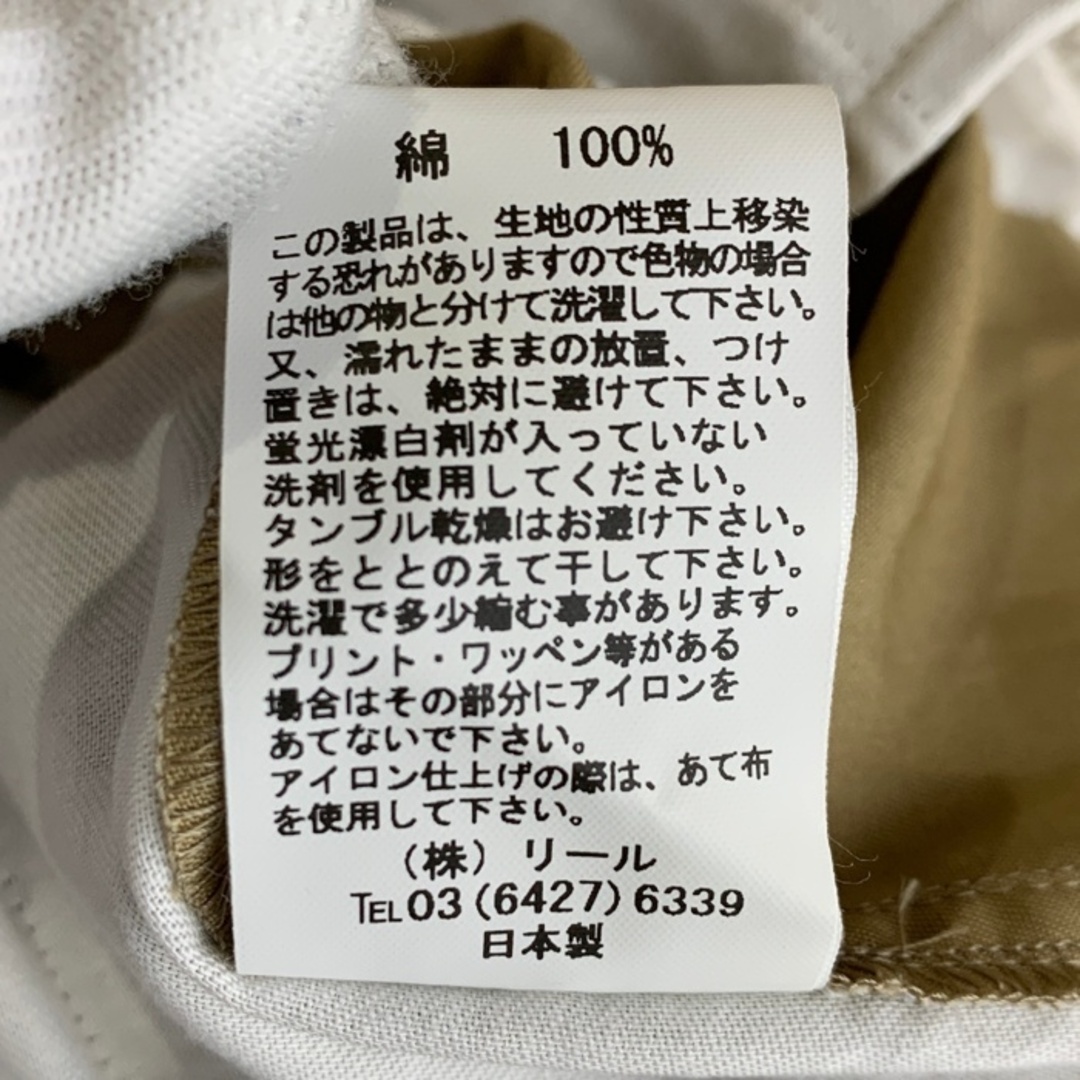 綿 100%
この製品は、生地の性質上移染
する恐れがありますので色物の場合
は他の物と分けて洗濯して下さい。
又、濡れたままの放置、つけ
置きは、絶対に避けて下さい。
蛍光漂白剤が入っていない
洗剤を使用してください。
タンブル乾燥はお避け下さい。
形をととのえて干して下さい。
洗濯で多少縮む事があります。
プリント・ワッペン等がある
場合はその部分にアイロンを
あてないで下さい。
アイロン仕上げの際は、あて布
を使用して下さい。
（株）リール
TEL 03 (6427) 6339
日本製